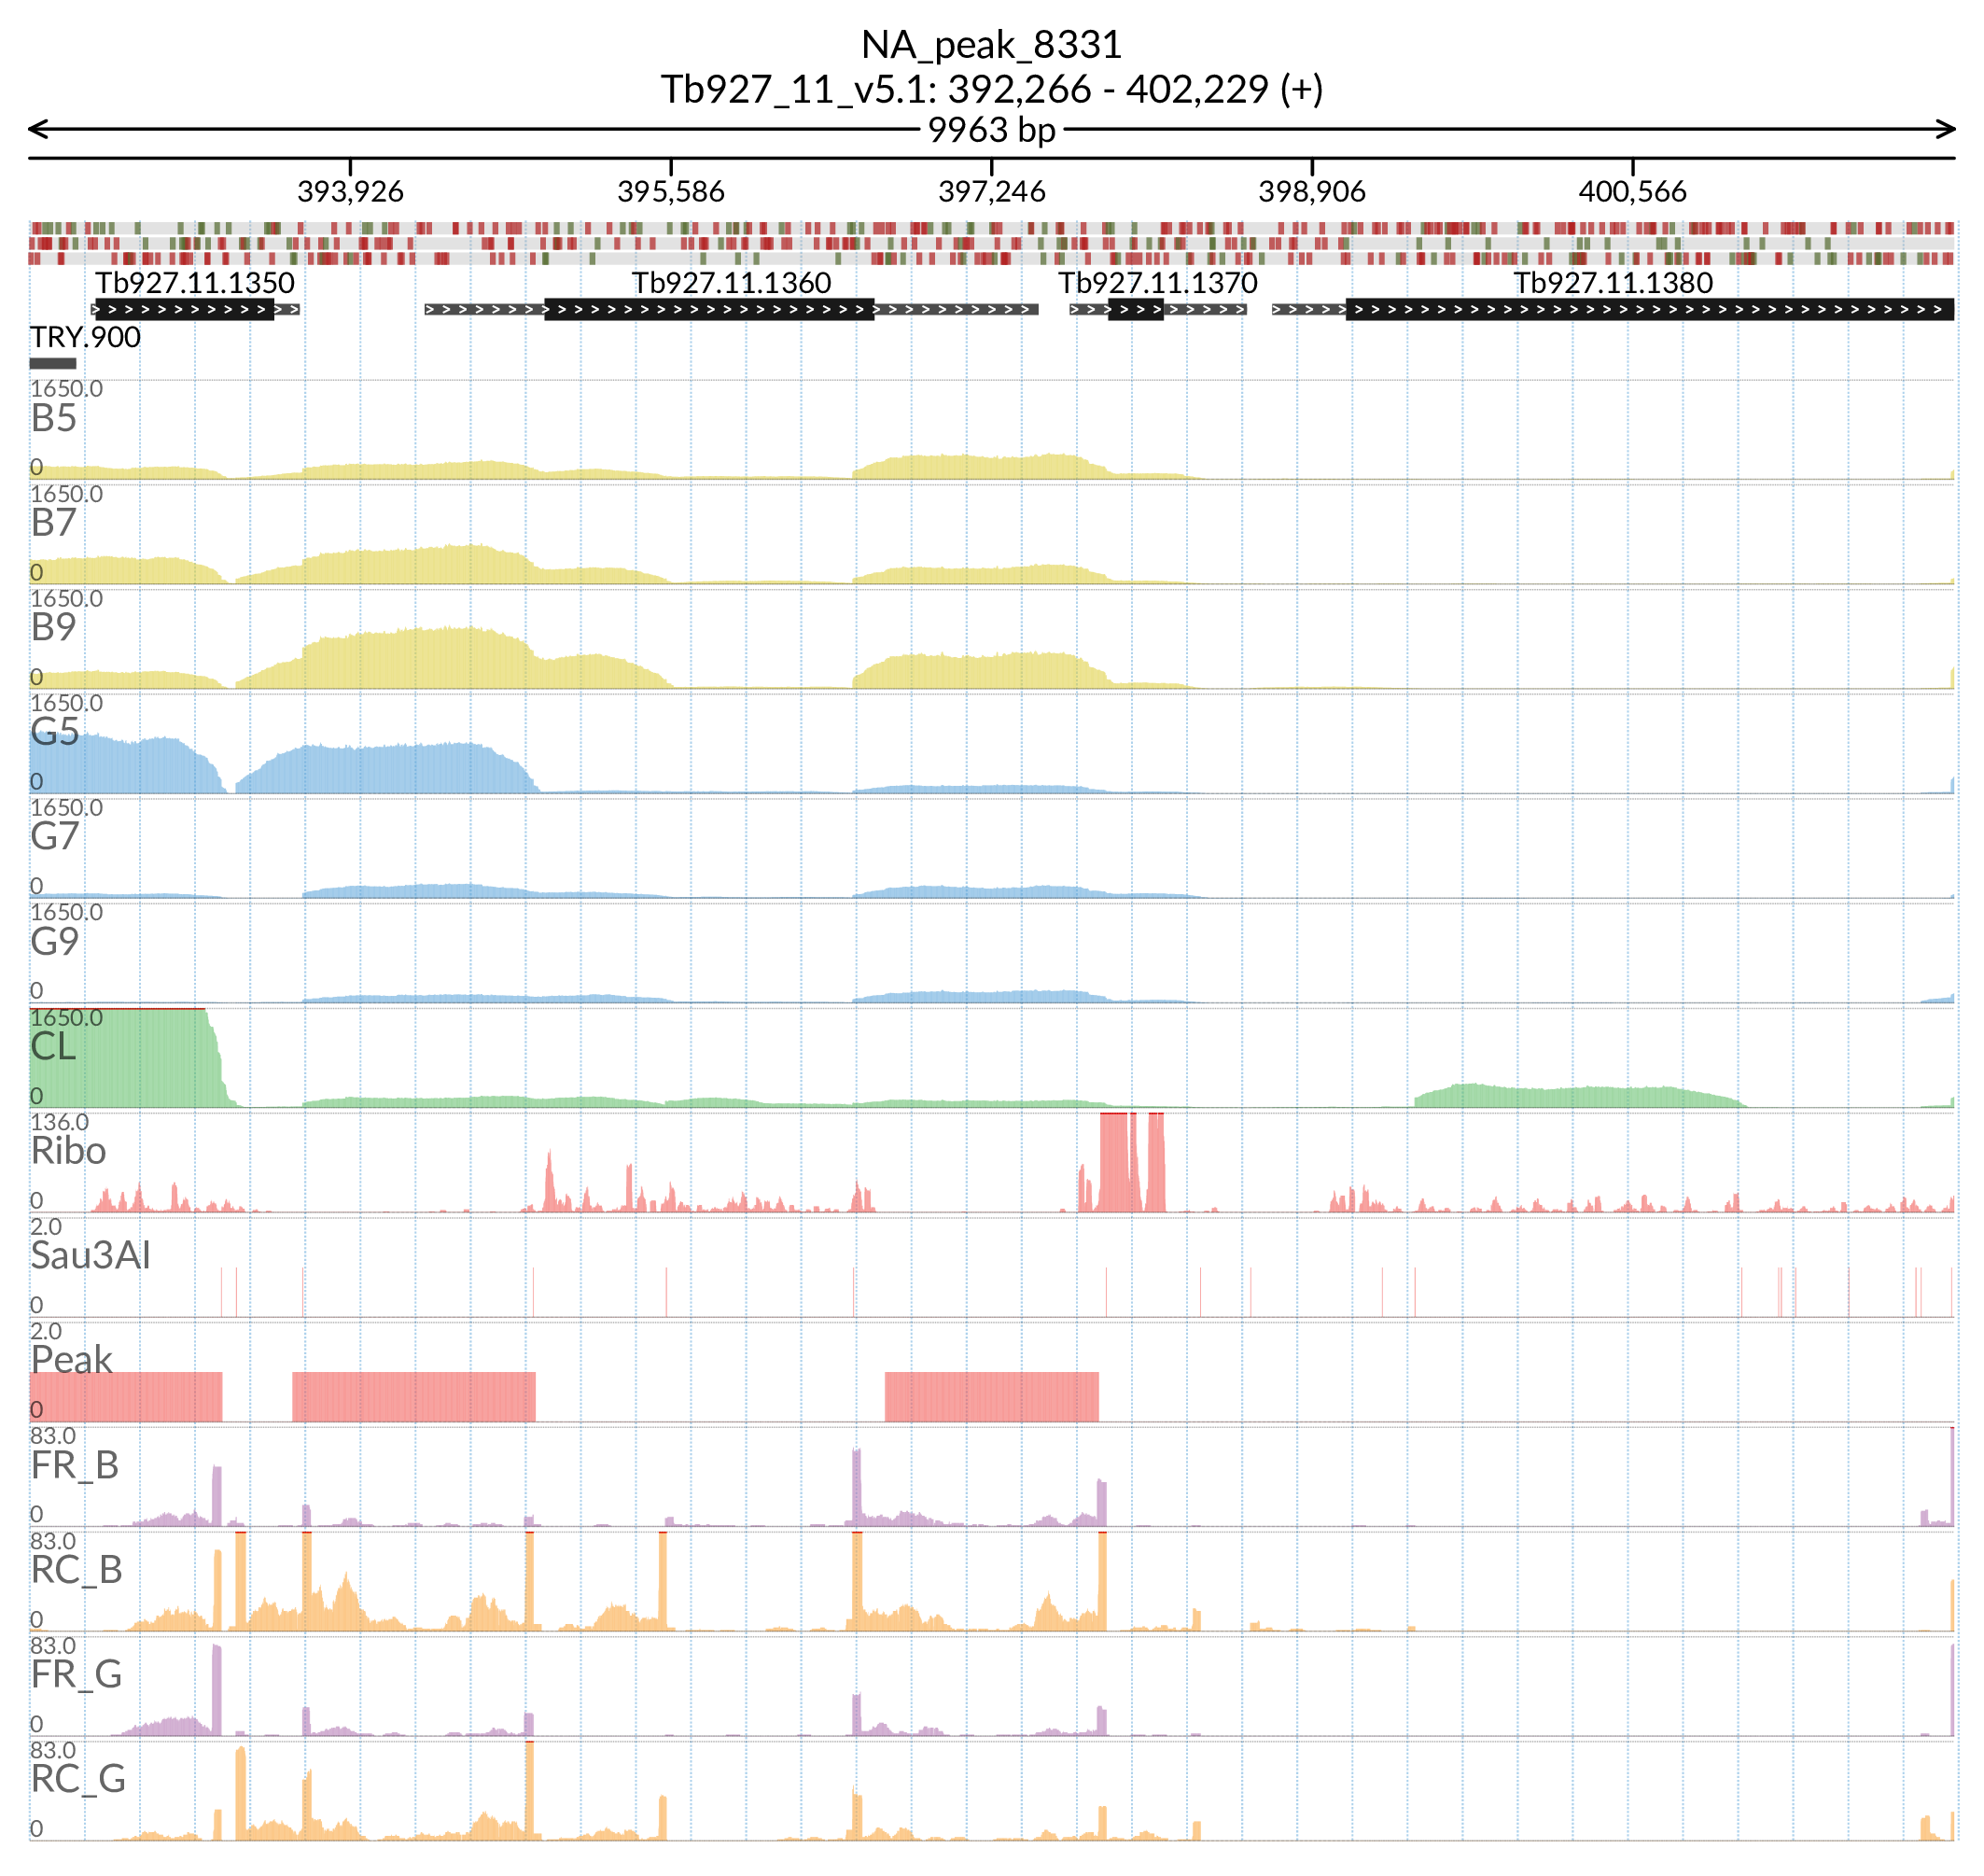 NA_peak_8331
Tb927_11_v5.1: 392,266 - 402,229 (+)
9963 bp
393,926 395,586 397,246 398,906 400,566
Tb927.11.1350 Tb927.11.1360 Tb927.11.1370 Tb927.11.1380
TRY.900
1650.0
B5
0
1650.0
B7
0
1650.0
B9
0
1650.0
G5
0
1650.0
G7
0
1650.0
G9
0
1650.0
CL
0
136.0
Ribo
0
2.0
Sau3AI
0
2.0
Peak
0
83.0
FR_B
0
83.0
RC_B
0
83.0
FR_G
0
83.0
RC_G
0